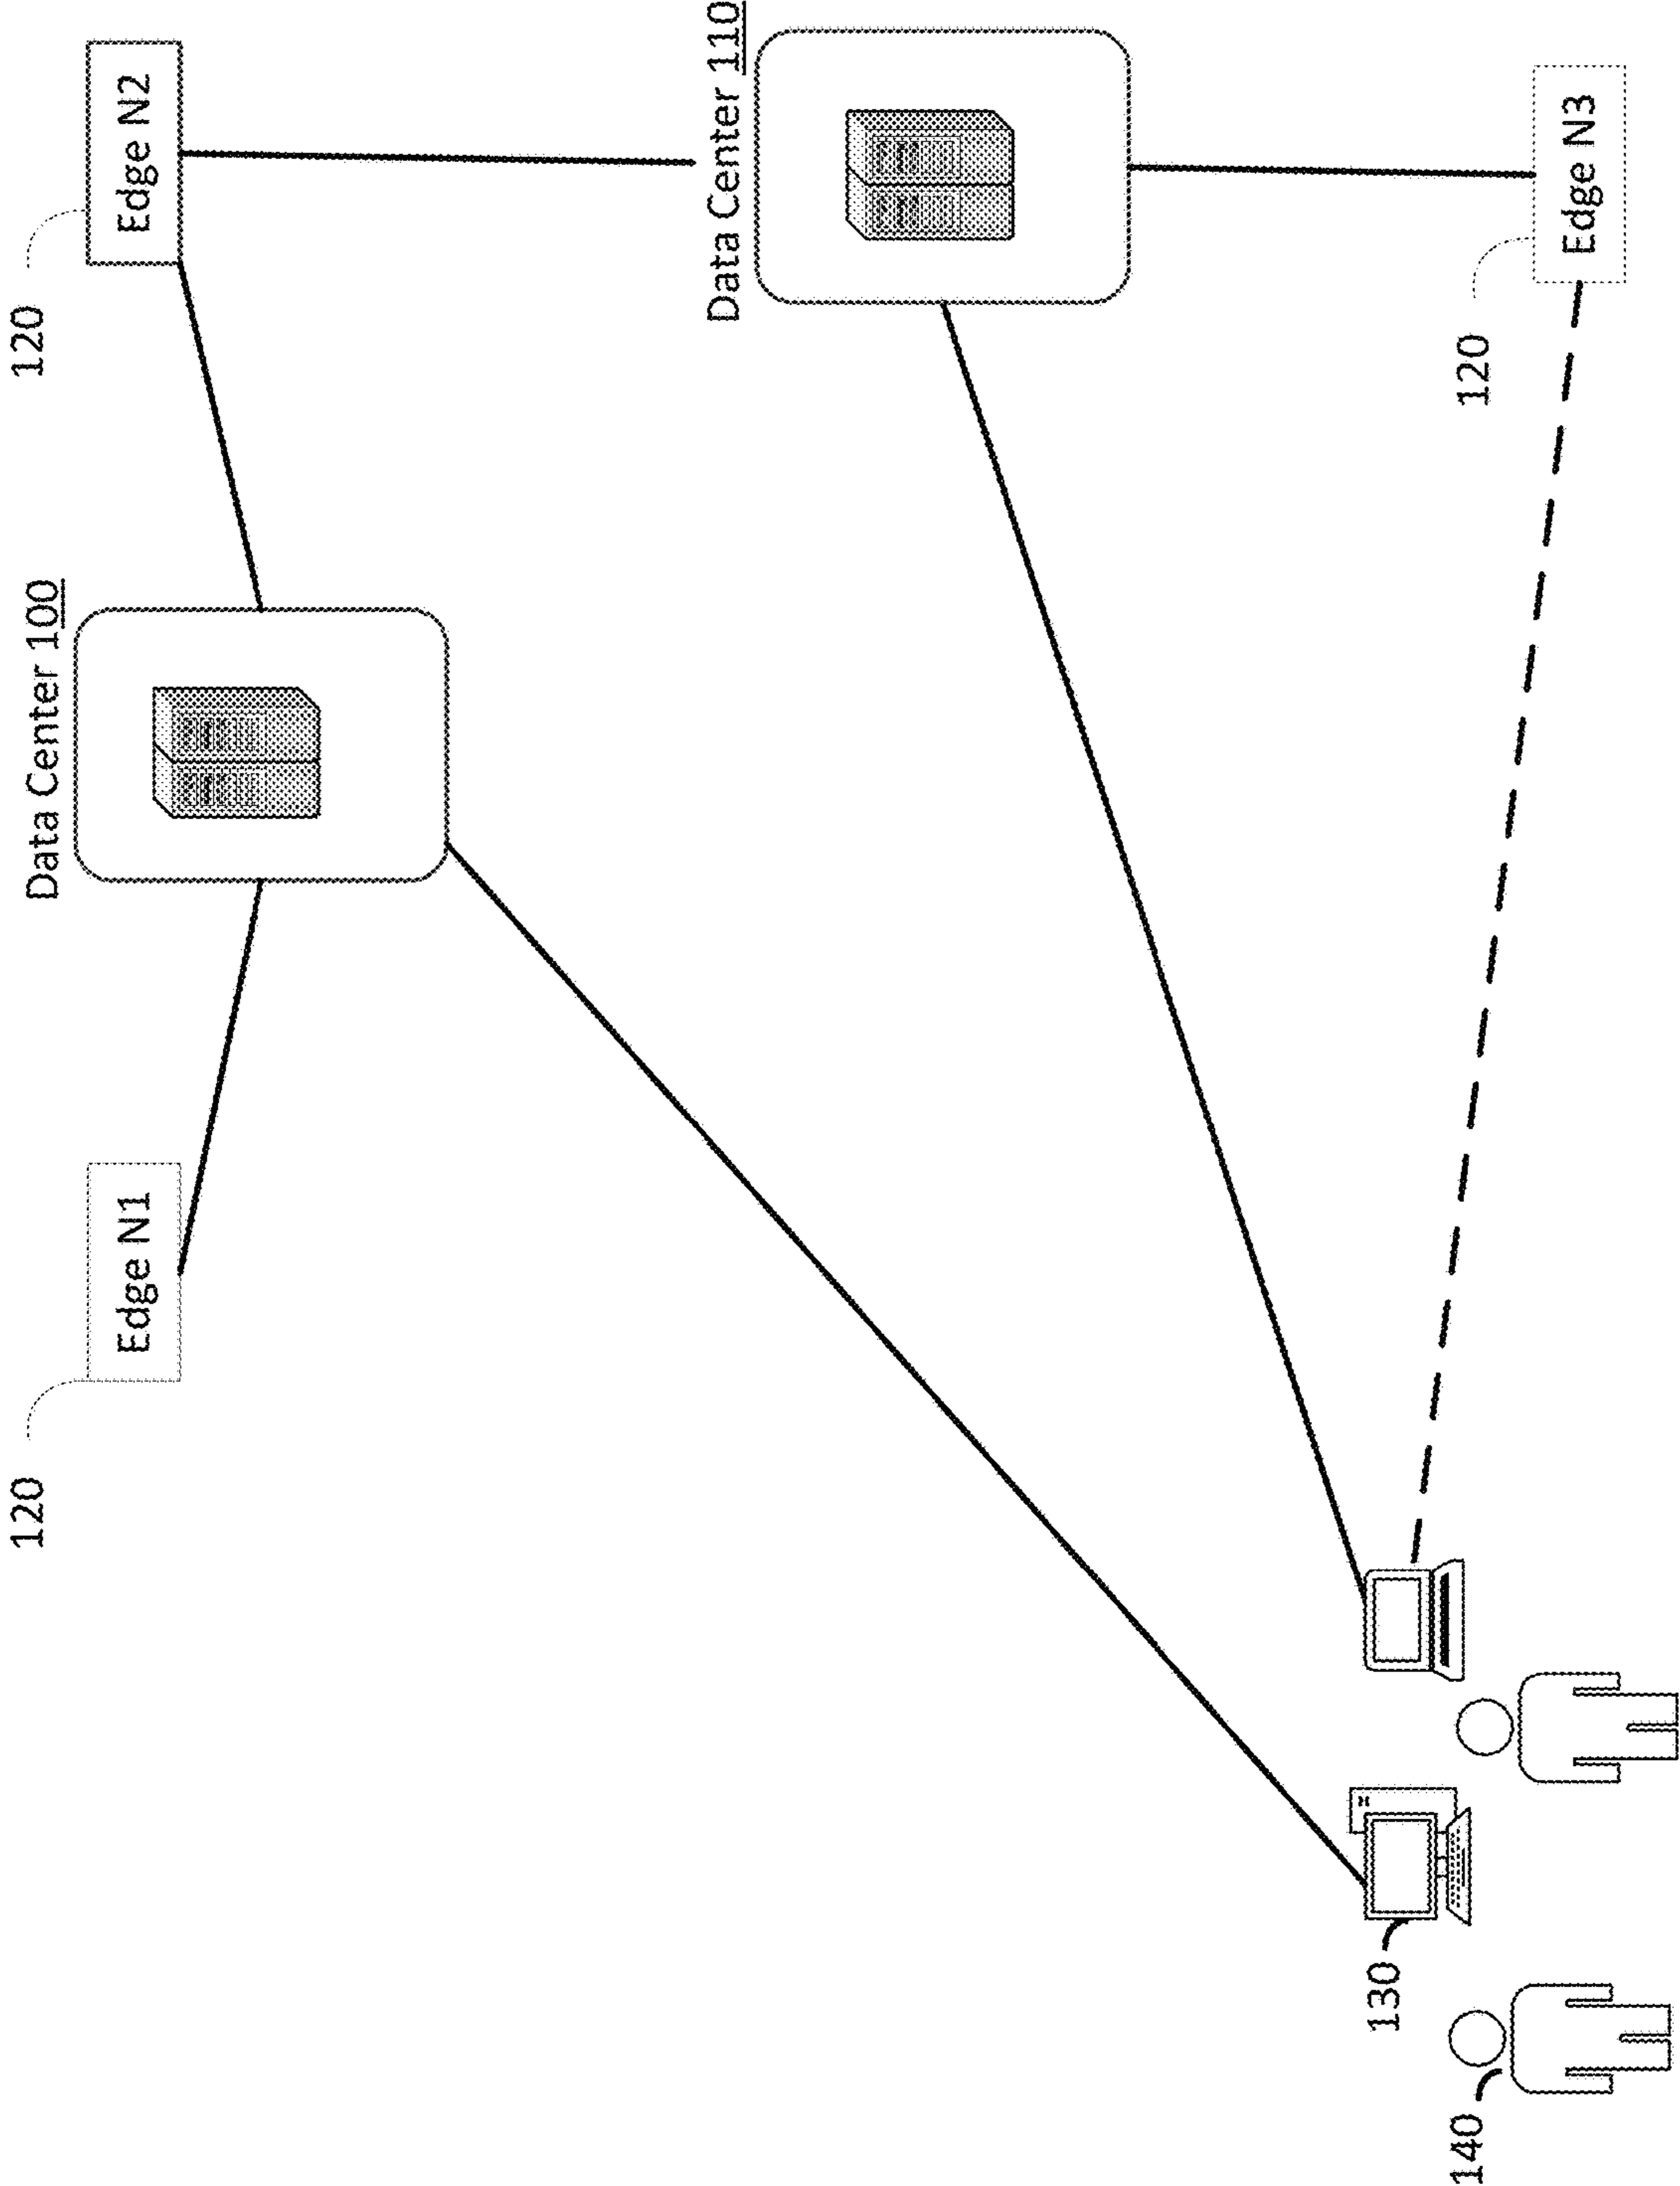 120
Edge N1
Data Center 100
120
Edge N2
Data Center 110
120
Edge N3
130
140